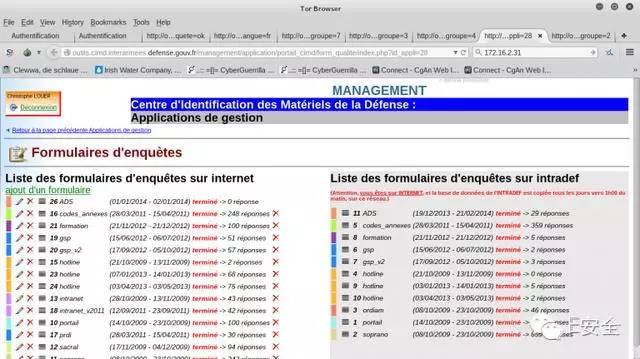 Tor Browser
File Edit View History Bookmarks Tools Help
Authentification
Authentification
http://o...quete=ok
http://o...angue=fr
http://o...groupe=7
http://o...groupe=3
http://o...groupe=4
http://...ppli=28
http://o...groupe=2
outils.cimd.interarmees.defense.gouv.fr/management/application/portail_cimd/form_qualite/index.php?id_appli=28
172.16.2.31
Most Visited
Clewwa, die schlaue ...
Irish Water Company, ...
..: =[]= CyberGuerrilla ...
..: =[]= CyberGuerrilla ...
Connect - CgAn Web I...
Connect - CgAn Web I...
Christophe LOUER
Déconnexion
MANAGEMENT
Centre d'Identification des Matériels de la Défense :
Applications de gestion
Retour à la page précédente Applications de gestion
Formulaires d'enquètes
Liste des formulaires d'enquêtes sur internet
ajout d'un formulaire
26 ADS (01/01/2014 - 02/01/2014) terminé -> 0 réponse
16 codes_annexes (28/03/2011 - 15/04/2011) terminé -> 248 réponses
21 formation (21/11/2012 - 21/12/2012) terminé -> 100 réponses
19 gsp (15/06/2012 - 06/07/2012) terminé -> 51 réponses
20 gsp_v2 (17/09/2012 - 05/10/2012) terminé -> 57 réponses
15 hotline (21/10/2009 - 13/11/2009) terminé -> 2 réponses
23 hotline (07/01/2013 - 14/01/2013) terminé -> 68 réponses
24 hotline (03/04/2013 - 03/05/2013) terminé -> 75 réponses
13 intranet (28/10/2009 - 13/11/2009) terminé -> 43 réponses
18 intranet_v2011 (12/09/2011 - 23/09/2011) terminé -> 42 réponses
10 portail (14/10/2009 - 23/10/2009) terminé -> 100 réponses
17 prdi (28/03/2011 - 15/04/2011) terminé -> 30 réponses
12 sacral (17/11/2009 - 04/12/2009) terminé -> 94 réponses
Liste des formulaires d'enquêtes sur intradef
(Attention, vous êtes sur INTERNET, et la base de données de l'INTRADEF est copiée tous les jours vers 1h00 du matin, sur ce réseau.)
11 ADS (19/12/2013 - 21/02/2014) terminé -> 29 réponses
5 codes_annexes (28/03/2011 - 15/04/2011) terminé -> 359 réponses
8 formation (21/11/2012 - 21/12/2012) terminé -> 5 réponses
6 gsp (15/06/2012 - 06/07/2012) terminé -> 2 réponses
7 gsp_v2 (17/09/2012 - 05/10/2012) terminé -> 3 réponses
4 hotline (21/10/2009 - 13/11/2009) terminé -> 6 réponses
9 hotline (03/01/2013 - 14/01/2013) terminé -> 5 réponses
10 hotline (03/04/2013 - 03/05/2013) terminé -> 2 réponses
3 ordiam (08/10/2009 - 23/10/2009) terminé -> 46 réponses
1 portail (14/10/2009 - 23/10/2009) terminé
2 soprano (08/10/2009 - 23/10/2009) terminé
E安全